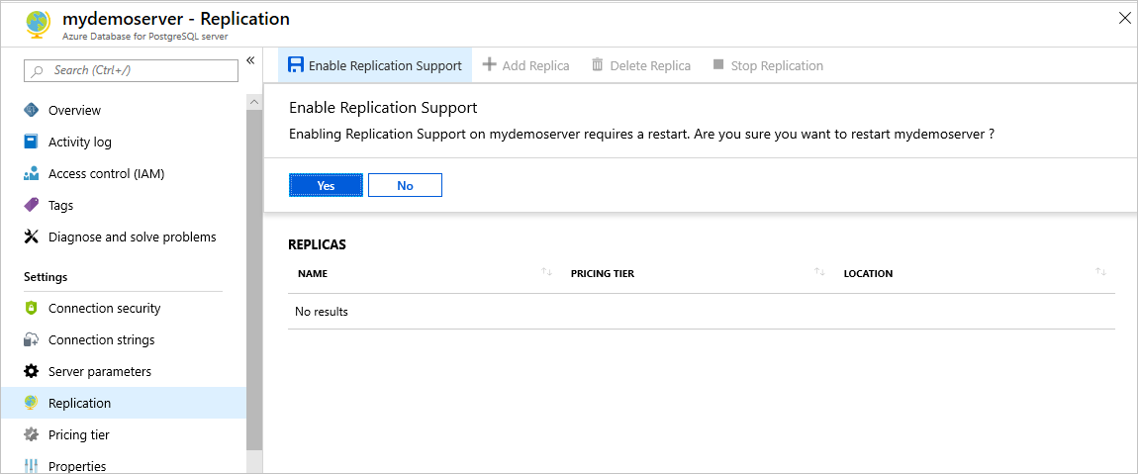 mydemoserver - Replication
Azure Database for PostgreSQL server
Search (Ctrl+/)
Overview
Activity log
Access control (IAM)
Tags
Diagnose and solve problems
Settings
Connection security
Connection strings
Server parameters
Replication
Pricing tier
Properties
Enable Replication Support
Add Replica
Delete Replica
Stop Replication
Enable Replication Support
Enabling Replication Support on mydemoserver requires a restart. Are you sure you want to restart mydemoserver ?
Yes
No
REPLICAS
NAME
PRICING TIER
LOCATION
No results